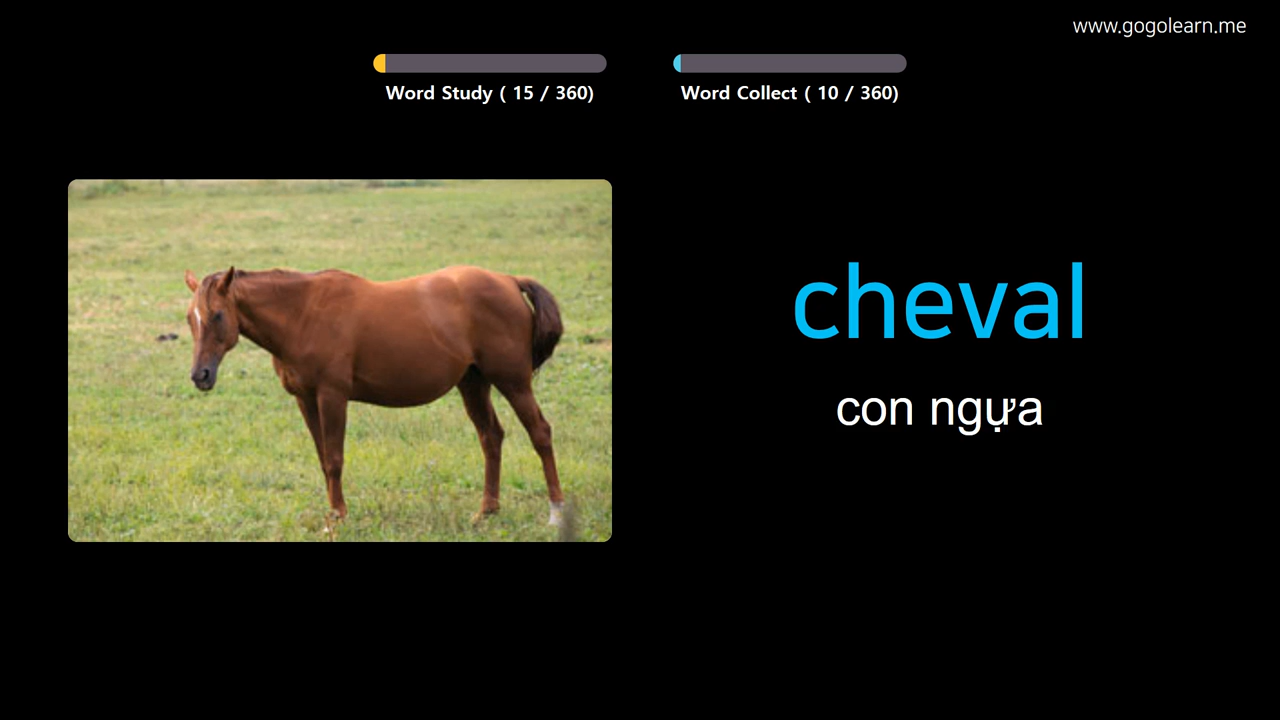 www.gogolearn.me
Word Study ( 15 / 360)
Word Collect ( 10 / 360)
cheval
con ngựa